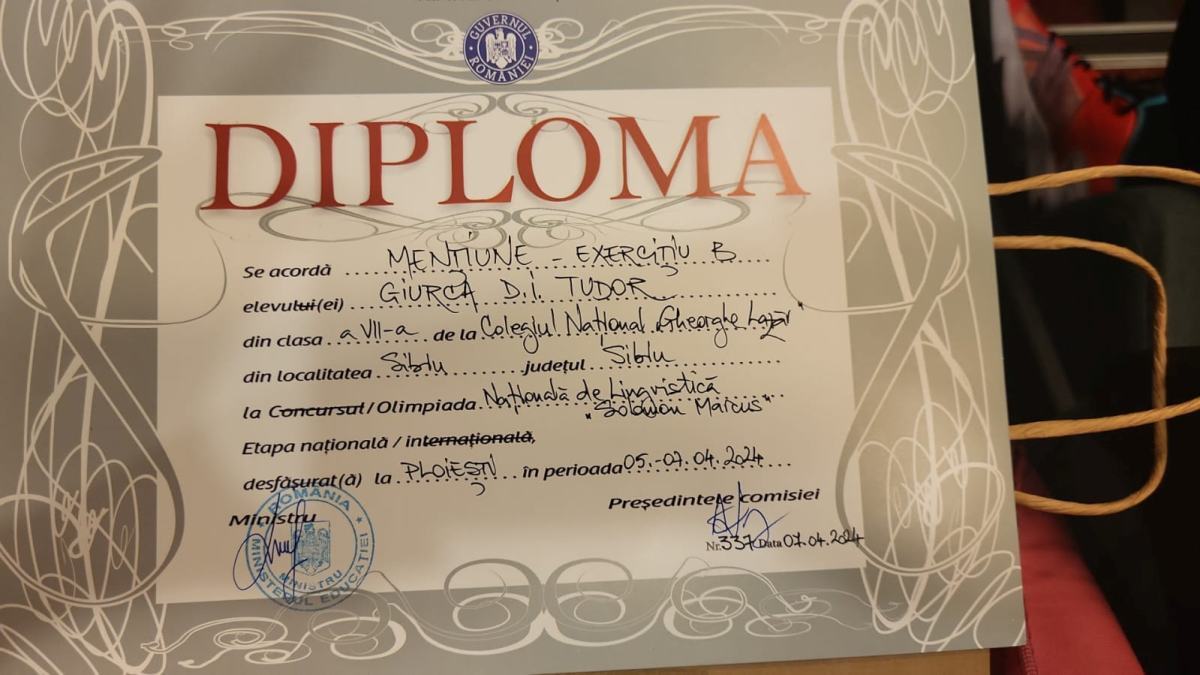 GUVERNUL ROMÂNIEI
DIPLOMA
Se acordă MENȚIUNE - EXERCIȚIU B
elevului(ei) GIURCĂ D.I. TUDOR
din clasa a VII-a de la Colegiul Național „Gheorghe Lazăr"
din localitatea Sibiu județul Sibiu
la Concursul/Olimpiada Națională de Lingvistică
"Solomon Marcus"
Etapa națională / internațională,
desfășurat(ă) la PLOIEȘTI în perioada 05.-07.04.2024
Președintele comisiei
Ministru
Nr. 337 Data 07.04.2024
ROMÂNIA
MINISTRU
MINISTERUL EDUCAȚIEI